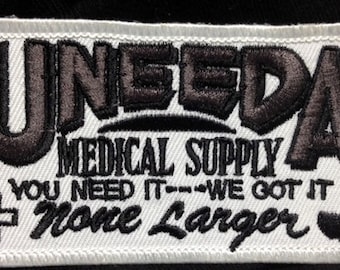 UNEEDA
MEDICAL SUPPLY
YOU NEED IT---WE GOT IT
None Larger